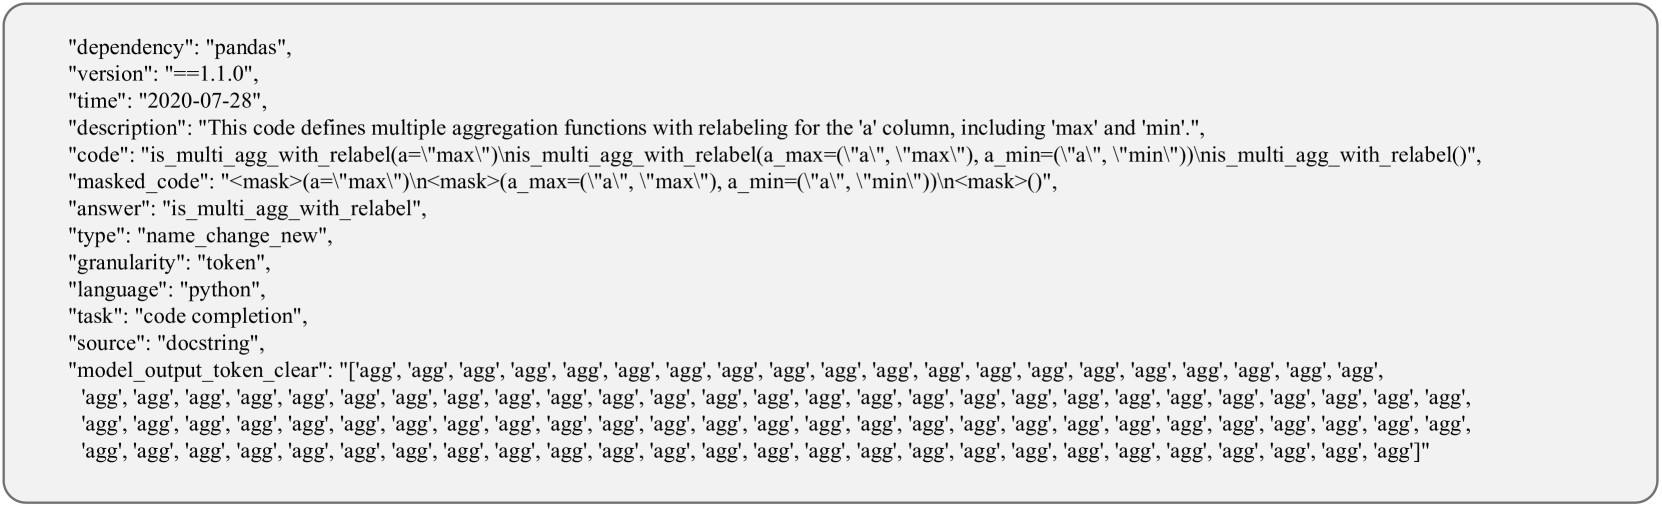 "dependency": "pandas",
"version": "==1.1.0",
"time": "2020-07-28",
"description": "This code defines multiple aggregation functions with relabeling for the 'a' column, including 'max' and 'min'.",
"code": "is_multi_agg_with_relabel(a=\"max\")\nis_multi_agg_with_relabel(a_max=(\"a\", \"max\"), a_min=(\"a\", \"min\"))\nis_multi_agg_with_relabel()",
"masked_code": "<mask>(a=\"max\")\n<mask>(a_max=(\"a\", \"max\"), a_min=(\"a\", \"min\"))\n<mask>()",
"answer": "is_multi_agg_with_relabel",
"type": "name_change_new",
"granularity": "token",
"language": "python",
"task": "code completion",
"source": "docstring",
"model_output_token_clear": "['agg', 'agg', 'agg', 'agg', 'agg', 'agg', 'agg', 'agg', 'agg', 'agg', 'agg', 'agg', 'agg', 'agg', 'agg', 'agg', 'agg', 'agg', 'agg', 'agg',
'agg', 'agg', 'agg', 'agg', 'agg', 'agg', 'agg', 'agg', 'agg', 'agg', 'agg', 'agg', 'agg', 'agg', 'agg', 'agg', 'agg', 'agg', 'agg', 'agg', 'agg', 'agg', 'agg', 'agg', 'agg', 'agg', 'agg',
'agg', 'agg', 'agg', 'agg', 'agg', 'agg', 'agg', 'agg', 'agg', 'agg', 'agg', 'agg', 'agg', 'agg', 'agg', 'agg', 'agg', 'agg', 'agg', 'agg', 'agg', 'agg', 'agg', 'agg', 'agg', 'agg', 'agg',
'agg', 'agg', 'agg', 'agg', 'agg', 'agg', 'agg', 'agg', 'agg', 'agg', 'agg', 'agg', 'agg', 'agg', 'agg', 'agg', 'agg', 'agg', 'agg', 'agg', 'agg', 'agg', 'agg', 'agg', 'agg', 'agg']"